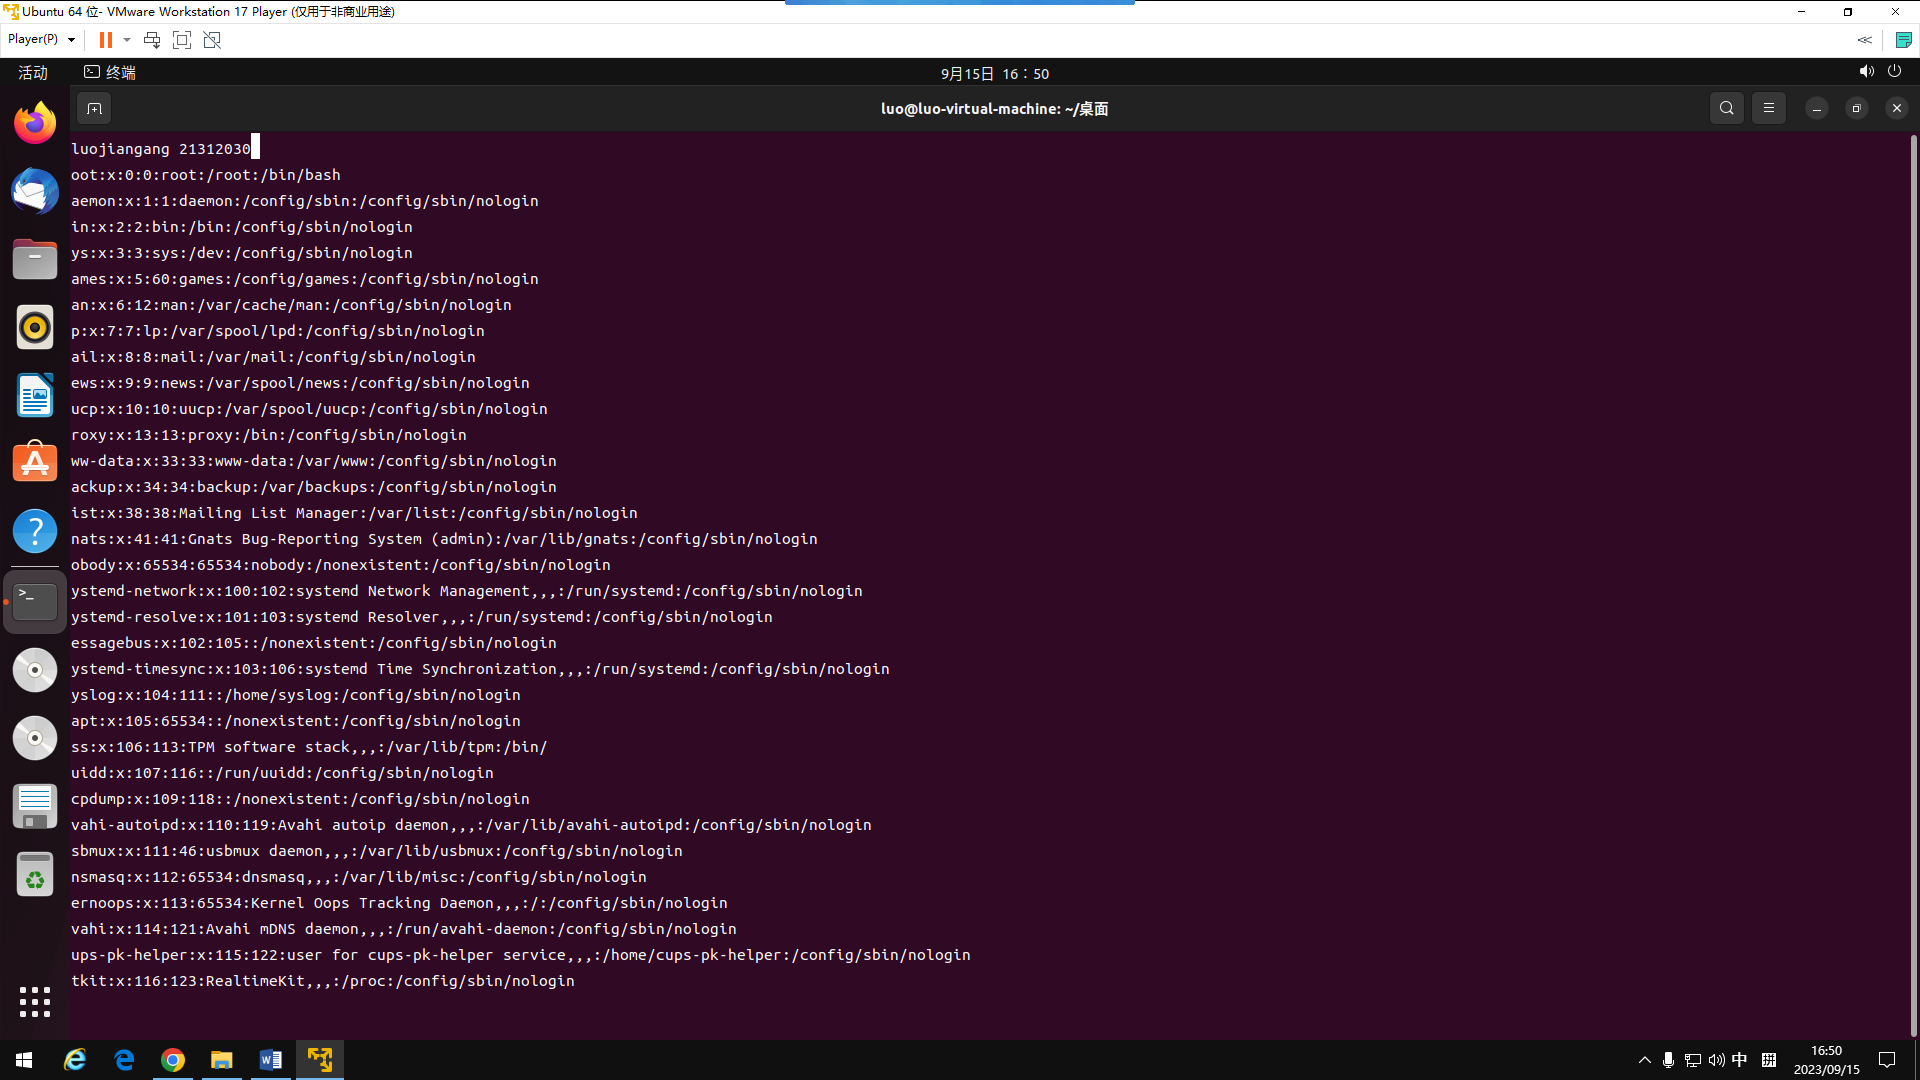 Ubuntu 64 位- VMware Workstation 17 Player (仅用于非商业用途)
Player(P)
活动
终端
9月15日 16：50
luo@luo-virtual-machine: ~/桌面
luojiangang 21312030
oot:x:0:0:root:/root:/bin/bash
aemon:x:1:1:daemon:/config/sbin:/config/sbin/nologin
in:x:2:2:bin:/bin:/config/sbin/nologin
ys:x:3:3:sys:/dev:/config/sbin/nologin
ames:x:5:60:games:/config/games:/config/sbin/nologin
an:x:6:12:man:/var/cache/man:/config/sbin/nologin
p:x:7:7:lp:/var/spool/lpd:/config/sbin/nologin
ail:x:8:8:mail:/var/mail:/config/sbin/nologin
ews:x:9:9:news:/var/spool/news:/config/sbin/nologin
ucp:x:10:10:uucp:/var/spool/uucp:/config/sbin/nologin
roxy:x:13:13:proxy:/bin:/config/sbin/nologin
ww-data:x:33:33:www-data:/var/www:/config/sbin/nologin
ackup:x:34:34:backup:/var/backups:/config/sbin/nologin
ist:x:38:38:Mailing List Manager:/var/list:/config/sbin/nologin
nats:x:41:41:Gnats Bug-Reporting System (admin):/var/lib/gnats:/config/sbin/nologin
obody:x:65534:65534:nobody:/nonexistent:/config/sbin/nologin
ystemd-network:x:100:102:systemd Network Management,,,:/run/systemd:/config/sbin/nologin
ystemd-resolve:x:101:103:systemd Resolver,,,:/run/systemd:/config/sbin/nologin
essagebus:x:102:105::/nonexistent:/config/sbin/nologin
ystemd-timesync:x:103:106:systemd Time Synchronization,,,:/run/systemd:/config/sbin/nologin
yslog:x:104:111::/home/syslog:/config/sbin/nologin
apt:x:105:65534::/nonexistent:/config/sbin/nologin
ss:x:106:113:TPM software stack,,,:/var/lib/tpm:/bin/
uidd:x:107:116::/run/uuidd:/config/sbin/nologin
cpdump:x:109:118::/nonexistent:/config/sbin/nologin
vahi-autoipd:x:110:119:Avahi autoip daemon,,,:/var/lib/avahi-autoipd:/config/sbin/nologin
sbmux:x:111:46:usbmux daemon,,,:/var/lib/usbmux:/config/sbin/nologin
nsmasq:x:112:65534:dnsmasq,,,:/var/lib/misc:/config/sbin/nologin
ernoops:x:113:65534:Kernel Oops Tracking Daemon,,,:/:/config/sbin/nologin
vahi:x:114:121:Avahi mDNS daemon,,,:/run/avahi-daemon:/config/sbin/nologin
ups-pk-helper:x:115:122:user for cups-pk-helper service,,,:/home/cups-pk-helper:/config/sbin/nologin
tkit:x:116:123:RealtimeKit,,,:/proc:/config/sbin/nologin
中
拼
16:50
2023/09/15